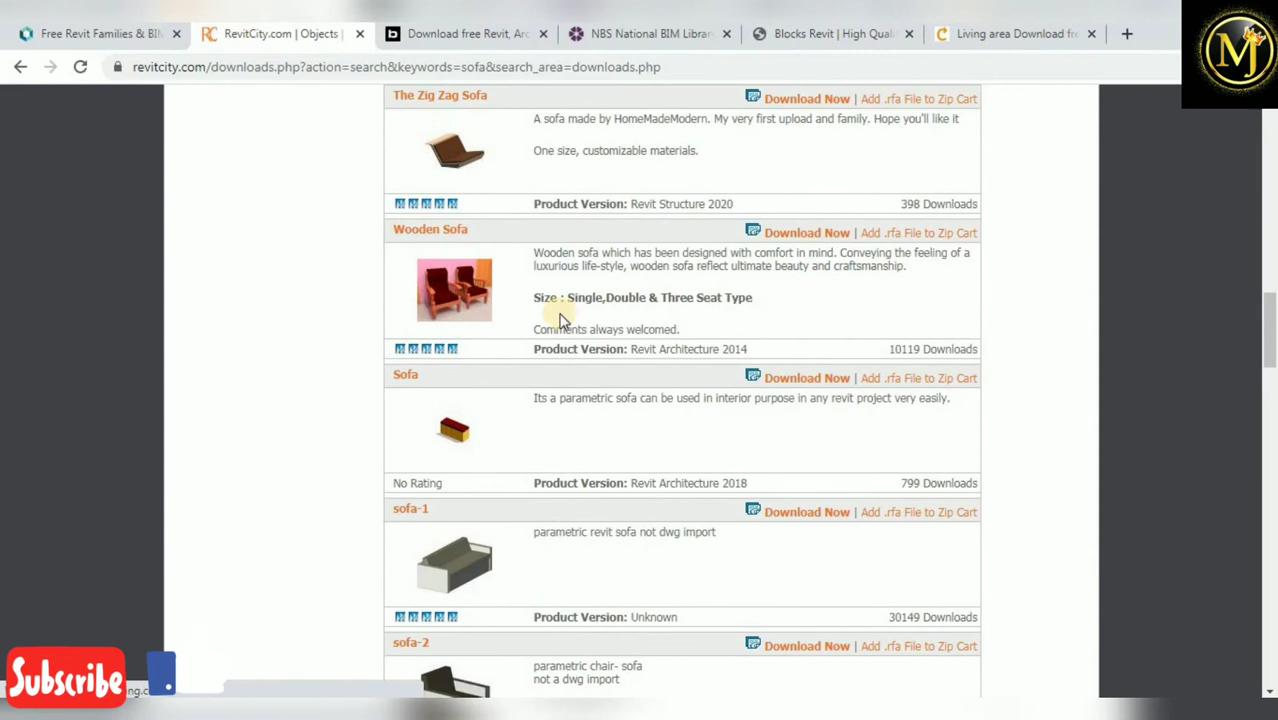 Free Revit Families & BIM
RevitCity.com | Objects |
Download free Revit, Arc
NBS National BIM Librar
Blocks Revit | High Qual
Living area Download fre
MJ
revitcity.com/downloads.php?action=search&keywords=sofa&search_area=downloads.php
The Zig Zag Sofa
Download Now | Add .rfa File to Zip Cart
A sofa made by HomeMadeModern. My very first upload and family. Hope you'll like it
One size, customizable materials.
Product Version: Revit Structure 2020
398 Downloads
Wooden Sofa
Download Now | Add .rfa File to Zip Cart
Wooden sofa which has been designed with comfort in mind. Conveying the feeling of a
luxurious life-style, wooden sofa reflect ultimate beauty and craftsmanship.
Size : Single,Double & Three Seat Type
Comments always welcomed.
Product Version: Revit Architecture 2014
10119 Downloads
Sofa
Download Now | Add .rfa File to Zip Cart
Its a parametric sofa can be used in interior purpose in any revit project very easily.
No Rating
Product Version: Revit Architecture 2018
799 Downloads
sofa-1
Download Now | Add .rfa File to Zip Cart
parametric revit sofa not dwg import
Product Version: Unknown
30149 Downloads
sofa-2
Download Now | Add .rfa File to Zip Cart
parametric chair- sofa
not a dwg import
Subscribe